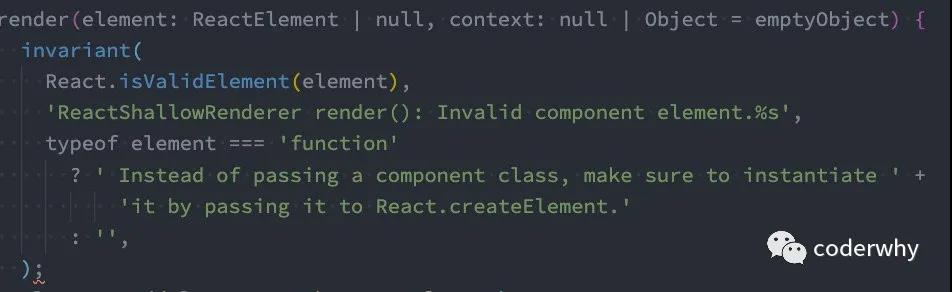 render(element: ReactElement | null, context: null | Object = emptyObject) {
invariant(
React.isValidElement(element),
'ReactShallowRenderer render(): Invalid component element.%s',
typeof element === 'function'
? ' Instead of passing a component class, make sure to instantiate ' +
'it by passing it to React.createElement.'
: '',
);
coderwhy